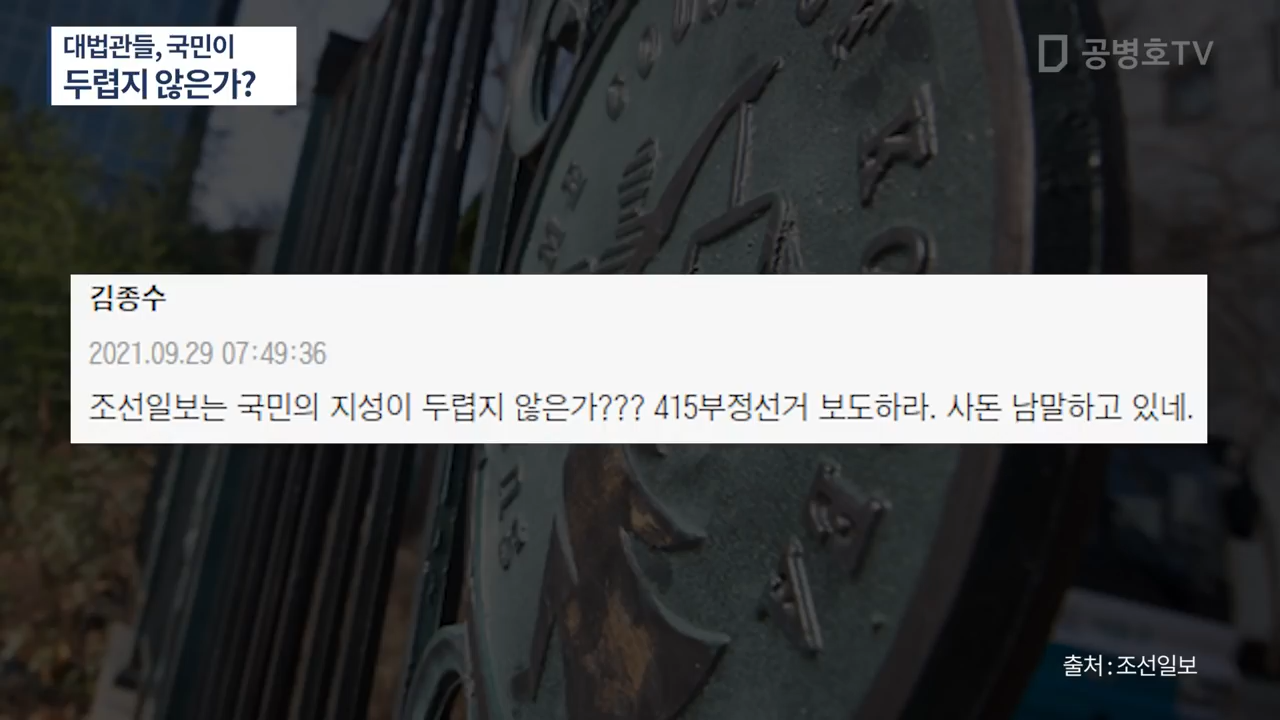 대법관들, 국민이
두렵지 않은가?
공병호TV
김종수
2021.09.29 07:49:36
조선일보는 국민의 지성이 두렵지 않은가??? 415부정선거 보도하라. 사돈 남말하고 있네.
출처 : 조선일보